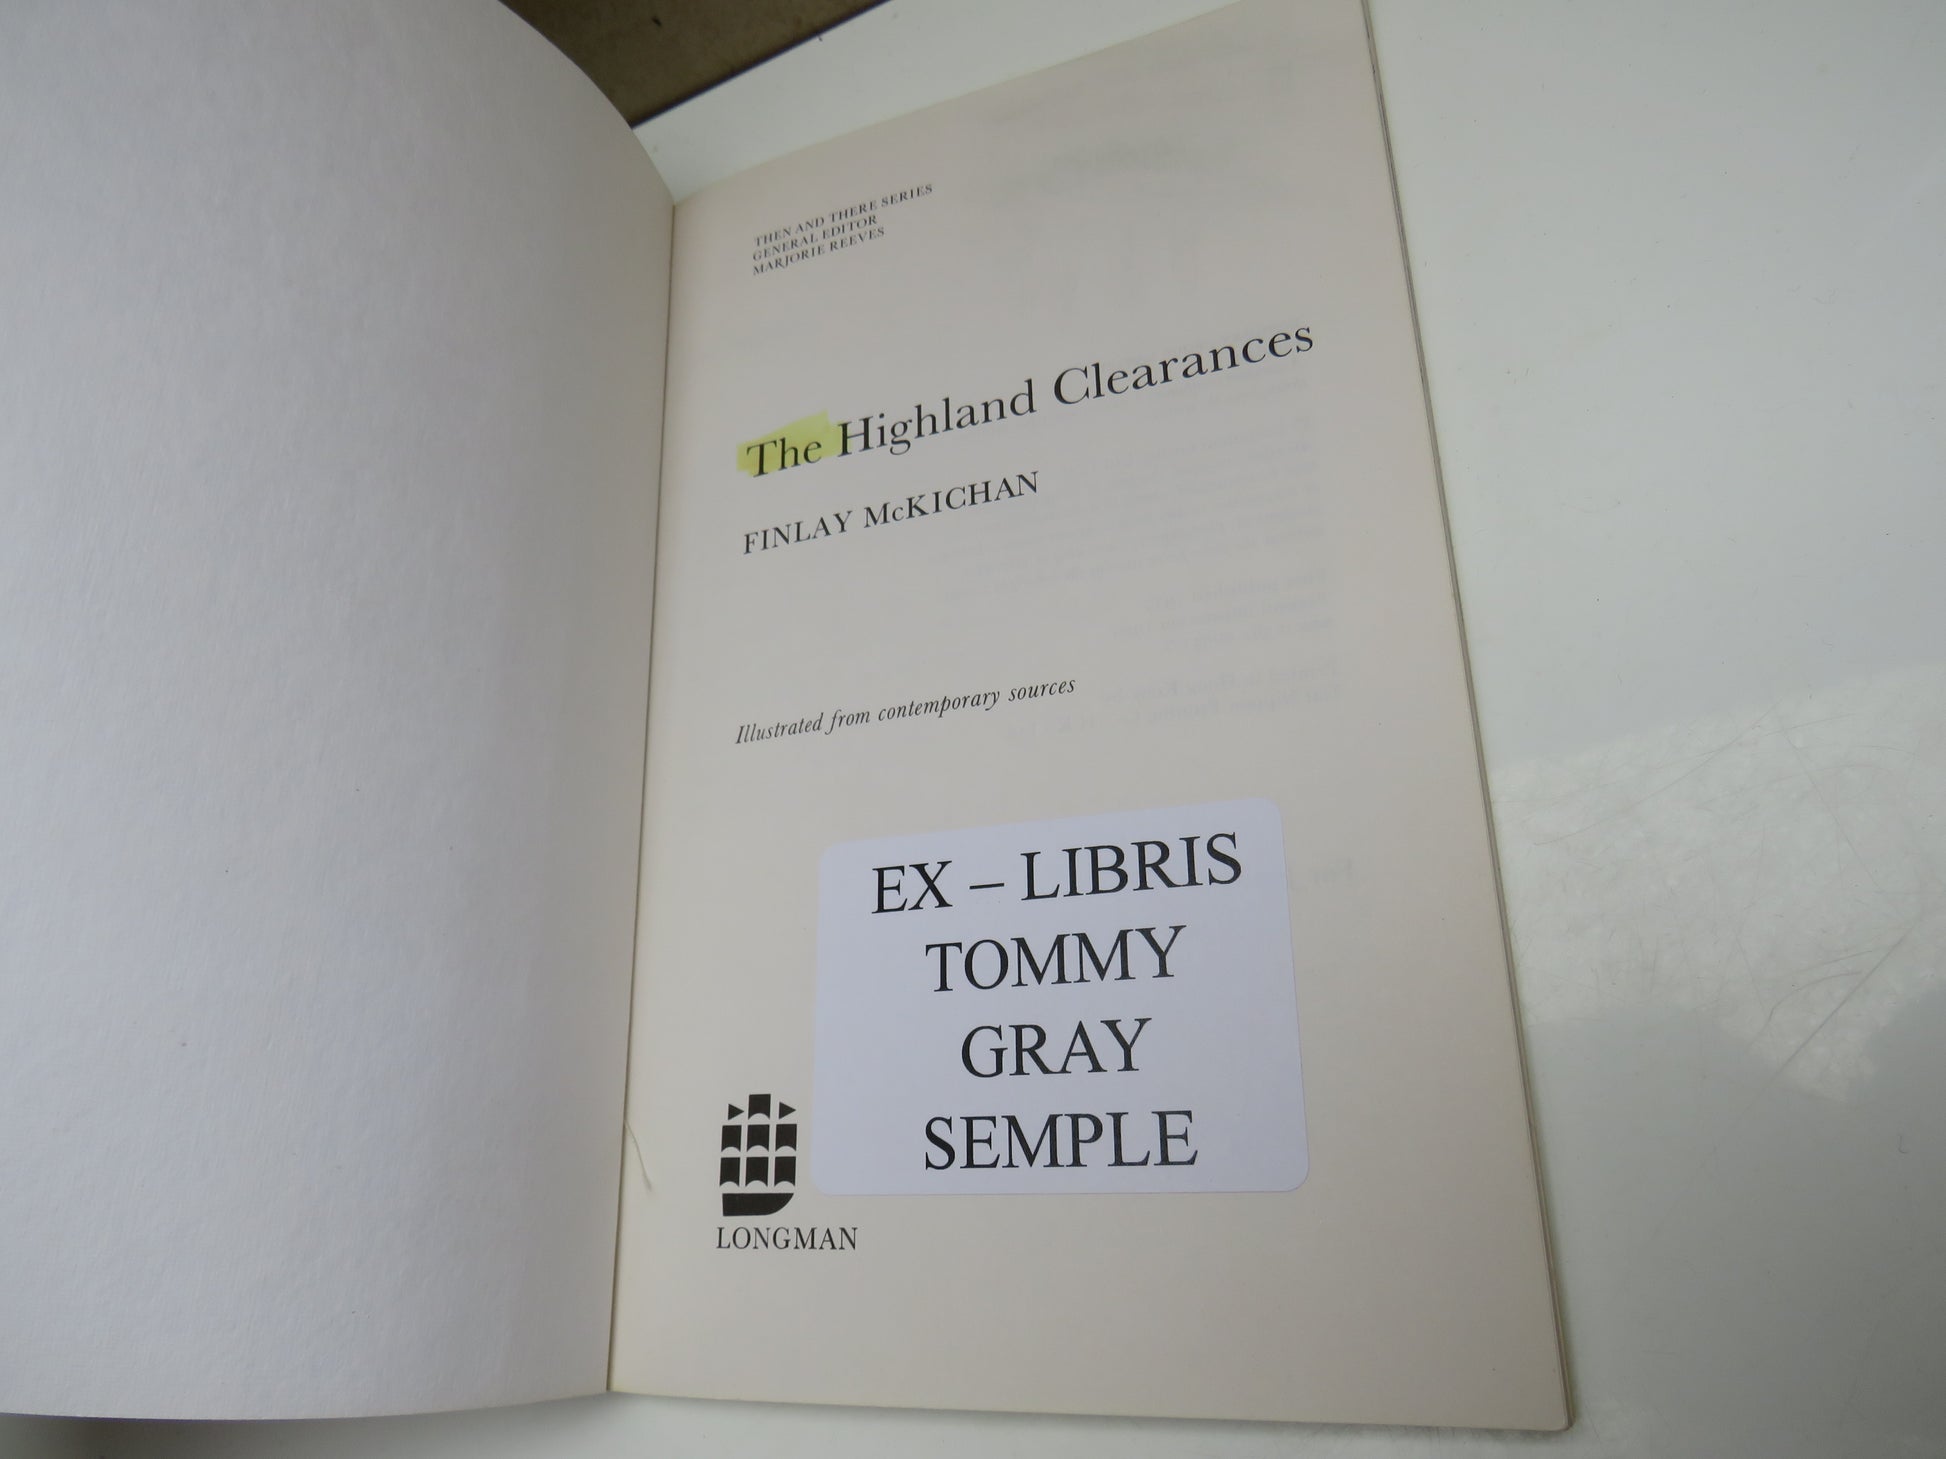 THEN AND THERE SERIES
GENERAL EDITOR
MARJORIE REEVES
The Highland Clearances
FINLAY McKICHAN
Illustrated from contemporary sources
EX – LIBRIS
TOMMY
GRAY
SEMPLE
LONGMAN